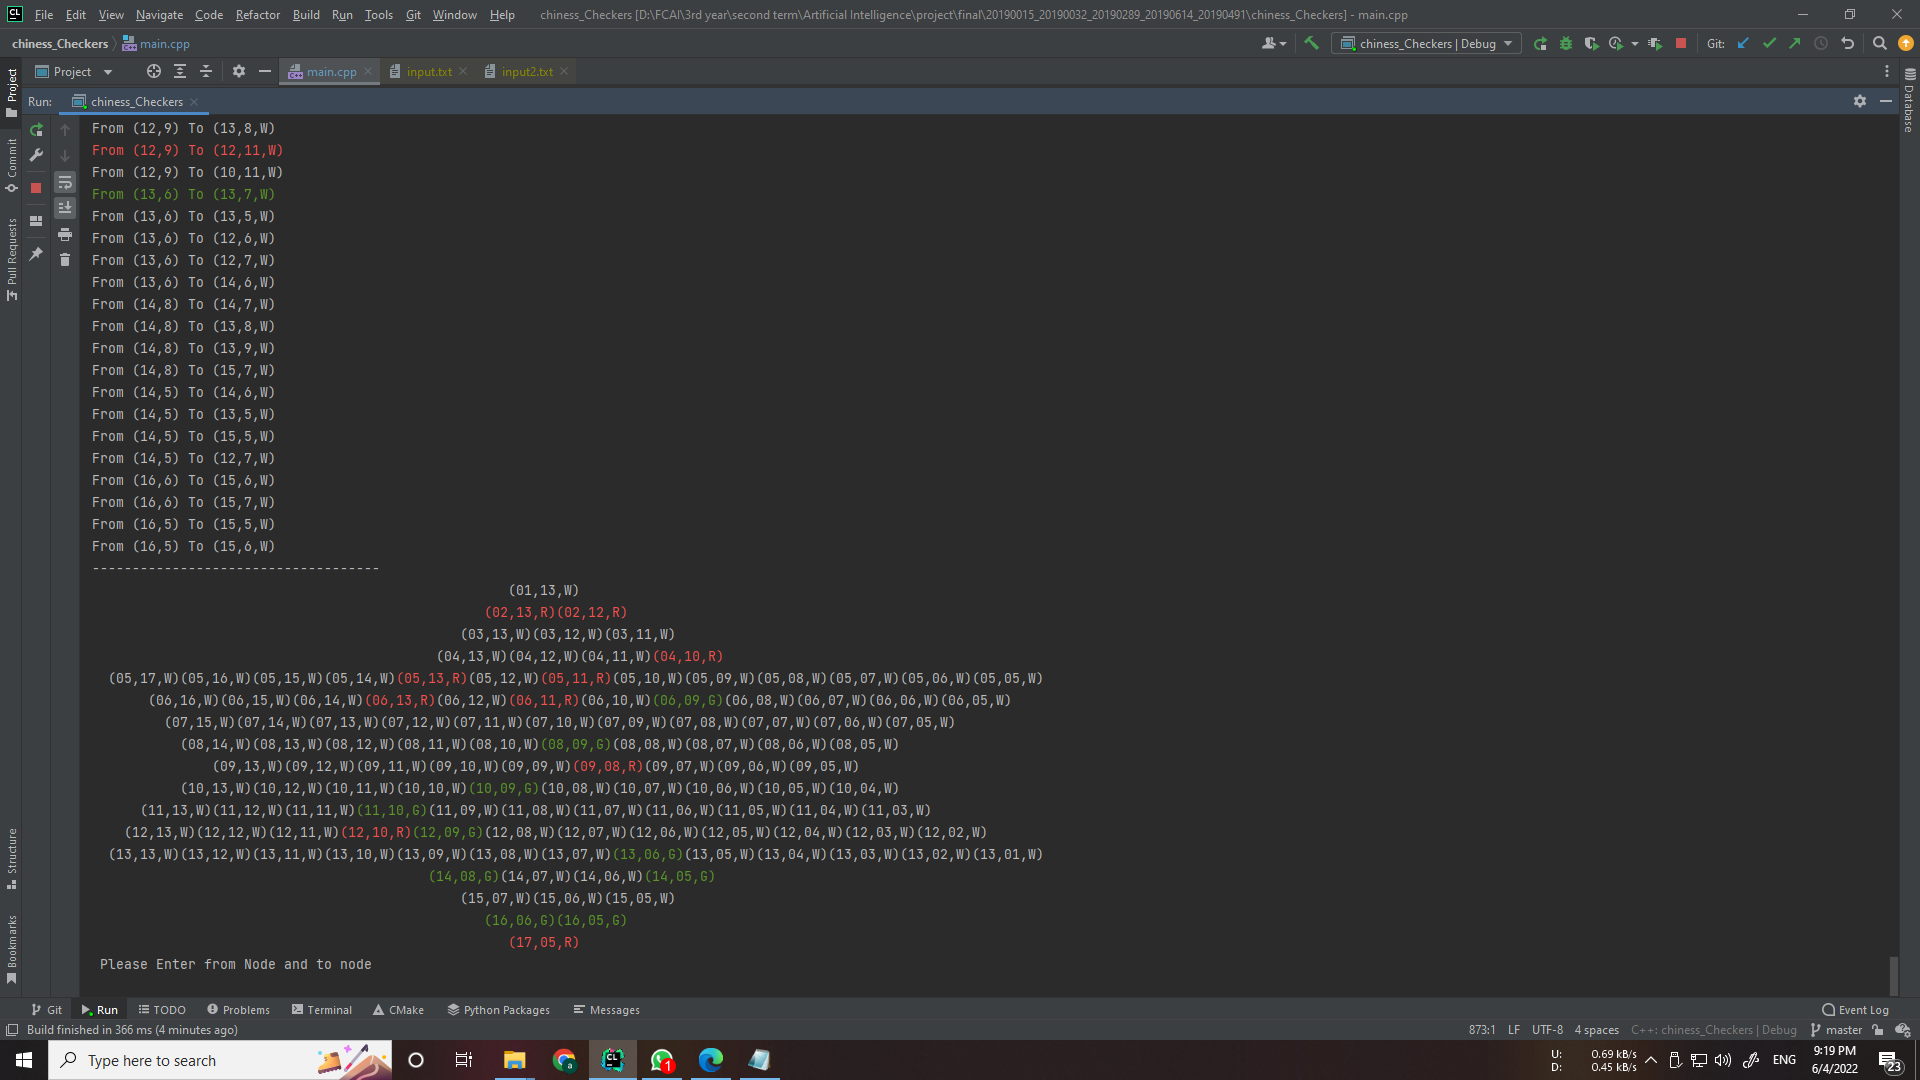 File Edit View Navigate Code Refactor Build Run Tools Git Window Help chiness_Checkers [D:\FCAI\3rd year\second term\Artificial Intelligence\project\final\20190015_20190032_20190289_20190614_20190491\chiness_Checkers] - main.cpp
chiness_Checkers main.cpp chiness_Checkers | Debug Git:
Project main.cpp input.txt input2.txt
Run: chiness_Checkers
Project
Commit
Pull Requests
Structure
Bookmarks
Database
From (12,9) To (13,8,W)
From (12,9) To (12,11,W)
From (12,9) To (10,11,W)
From (13,6) To (13,7,W)
From (13,6) To (13,5,W)
From (13,6) To (12,6,W)
From (13,6) To (12,7,W)
From (13,6) To (14,6,W)
From (14,8) To (14,7,W)
From (14,8) To (13,8,W)
From (14,8) To (13,9,W)
From (14,8) To (15,7,W)
From (14,5) To (14,6,W)
From (14,5) To (13,5,W)
From (14,5) To (15,5,W)
From (14,5) To (12,7,W)
From (16,6) To (15,6,W)
From (16,6) To (15,7,W)
From (16,5) To (15,5,W)
From (16,5) To (15,6,W)
------------------------------------
(01,13,W)
(02,13,R)(02,12,R)
(03,13,W)(03,12,W)(03,11,W)
(04,13,W)(04,12,W)(04,11,W)(04,10,R)
(05,17,W)(05,16,W)(05,15,W)(05,14,W)(05,13,R)(05,12,W)(05,11,R)(05,10,W)(05,09,W)(05,08,W)(05,07,W)(05,06,W)(05,05,W)
(06,16,W)(06,15,W)(06,14,W)(06,13,R)(06,12,W)(06,11,R)(06,10,W)(06,09,G)(06,08,W)(06,07,W)(06,06,W)(06,05,W)
(07,15,W)(07,14,W)(07,13,W)(07,12,W)(07,11,W)(07,10,W)(07,09,W)(07,08,W)(07,07,W)(07,06,W)(07,05,W)
(08,14,W)(08,13,W)(08,12,W)(08,11,W)(08,10,W)(08,09,G)(08,08,W)(08,07,W)(08,06,W)(08,05,W)
(09,13,W)(09,12,W)(09,11,W)(09,10,W)(09,09,W)(09,08,R)(09,07,W)(09,06,W)(09,05,W)
(10,13,W)(10,12,W)(10,11,W)(10,10,W)(10,09,G)(10,08,W)(10,07,W)(10,06,W)(10,05,W)(10,04,W)
(11,13,W)(11,12,W)(11,11,W)(11,10,G)(11,09,W)(11,08,W)(11,07,W)(11,06,W)(11,05,W)(11,04,W)(11,03,W)
(12,13,W)(12,12,W)(12,11,W)(12,10,R)(12,09,G)(12,08,W)(12,07,W)(12,06,W)(12,05,W)(12,04,W)(12,03,W)(12,02,W)
(13,13,W)(13,12,W)(13,11,W)(13,10,W)(13,09,W)(13,08,W)(13,07,W)(13,06,G)(13,05,W)(13,04,W)(13,03,W)(13,02,W)(13,01,W)
(14,08,G)(14,07,W)(14,06,W)(14,05,G)
(15,07,W)(15,06,W)(15,05,W)
(16,06,G)(16,05,G)
(17,05,R)
Please Enter from Node and to node
Git Run TODO Problems Terminal CMake Python Packages Messages Event Log
Build finished in 366 ms (4 minutes ago) 873:1 LF UTF-8 4 spaces C++: chiness_Checkers | Debug master
Type here to search 1 U: 0.69 kB/s D: 0.45 kB/s ENG 9:19 PM 6/4/2022 23